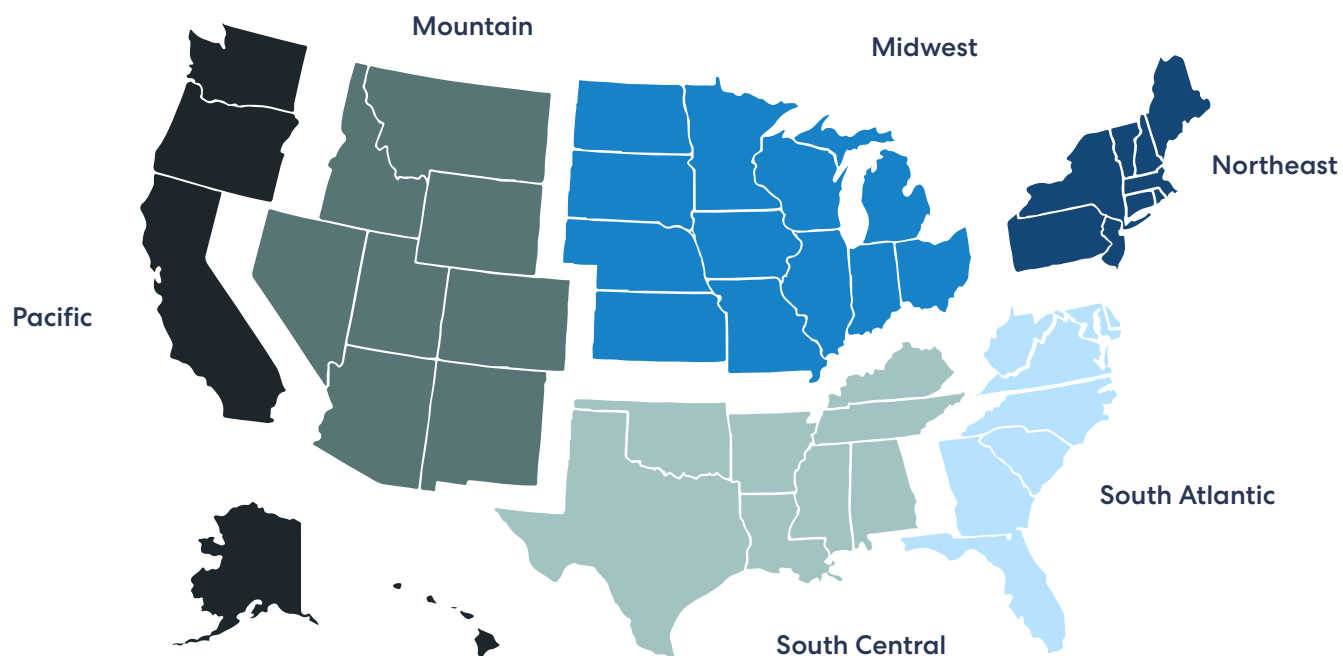 Mountain
Midwest
Northeast
Pacific
South Atlantic
South Central